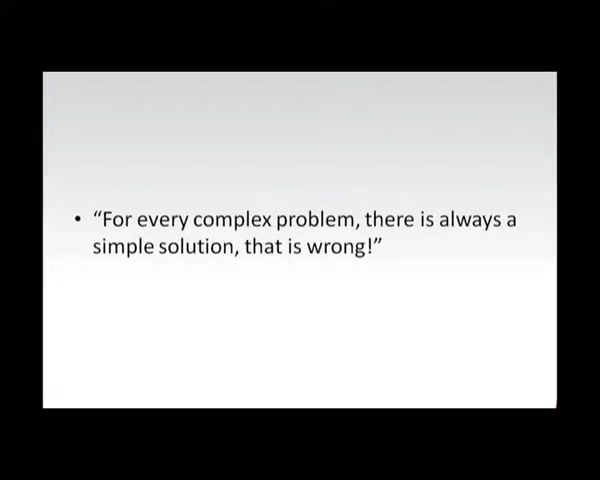 • “For every complex problem, there is always a
simple solution, that is wrong!”